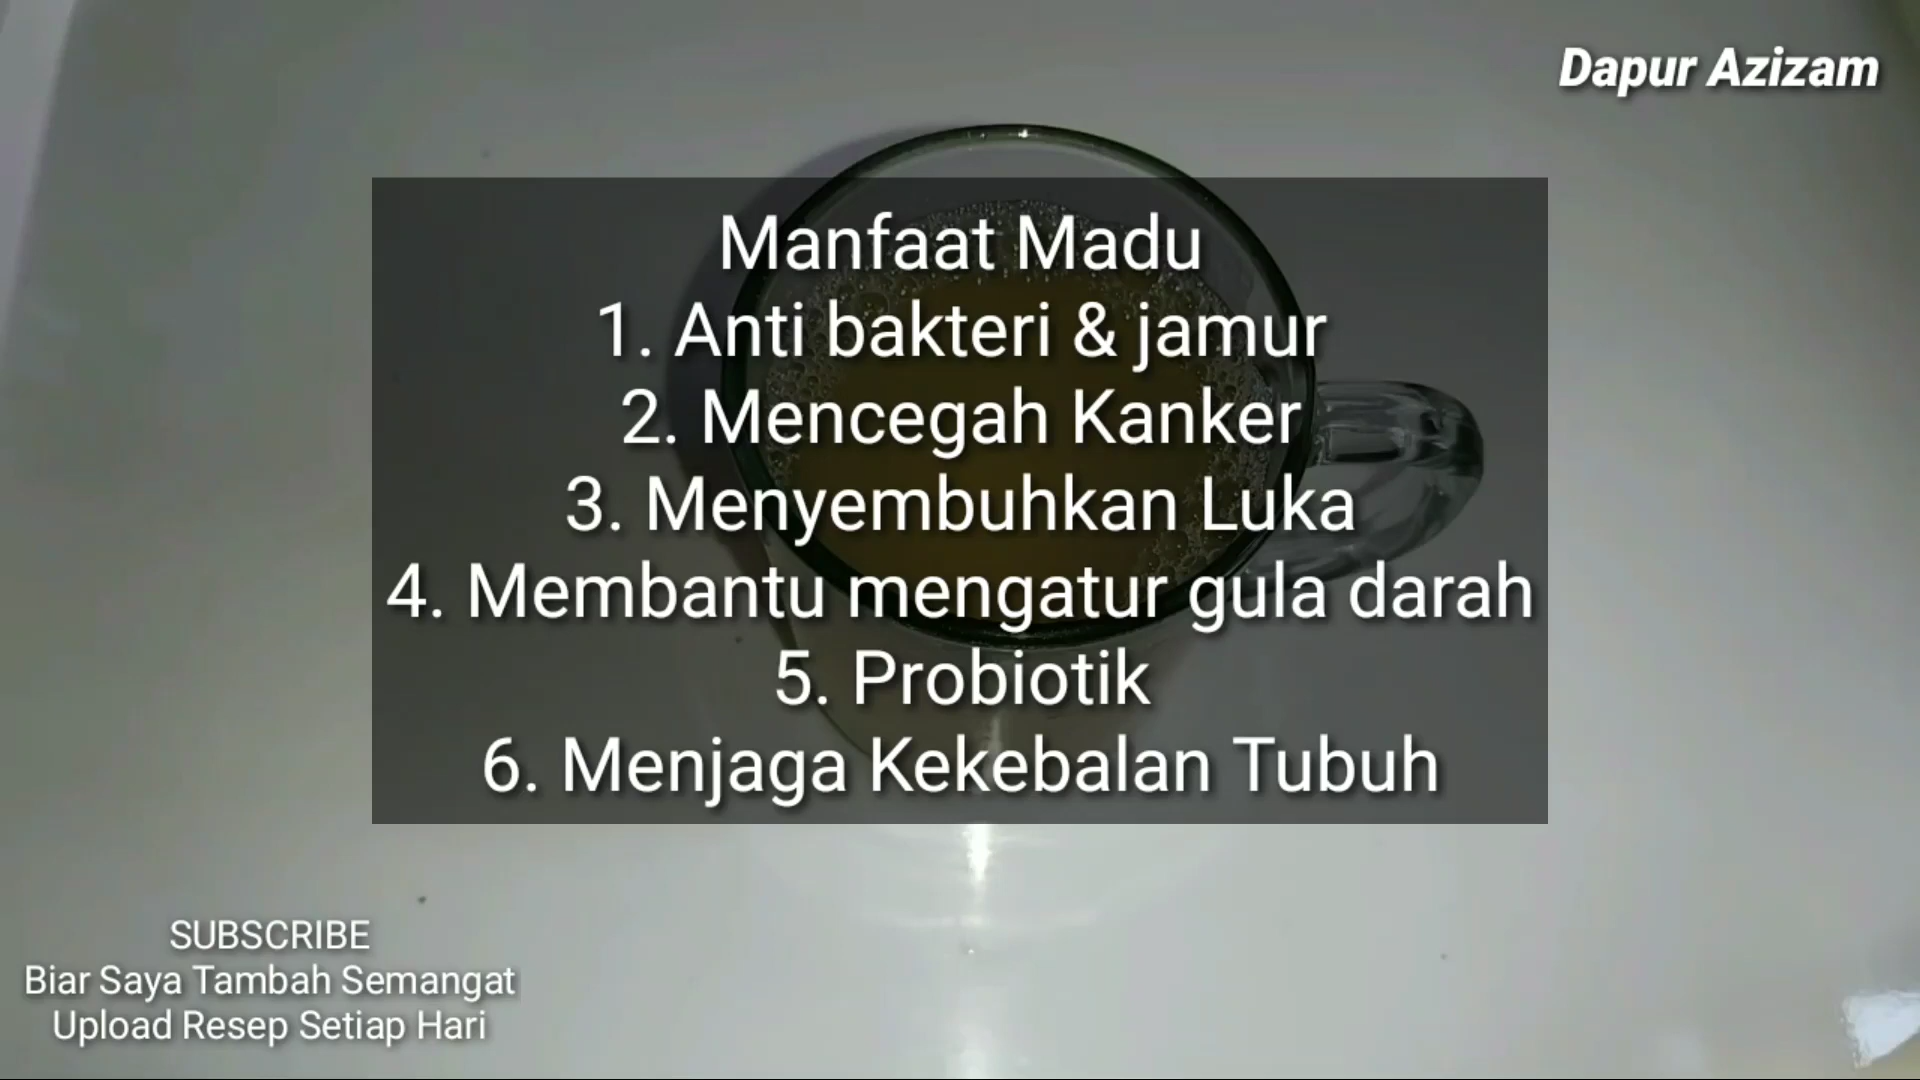 Dapur Azizam
Manfaat Madu
1. Anti bakteri & jamur
2. Mencegah Kanker
3. Menyembuhkan Luka
4. Membantu mengatur gula darah
5. Probiotik
6. Menjaga Kekebalan Tubuh
SUBSCRIBE
Biar Saya Tambah Semangat
Upload Resep Setiap Hari